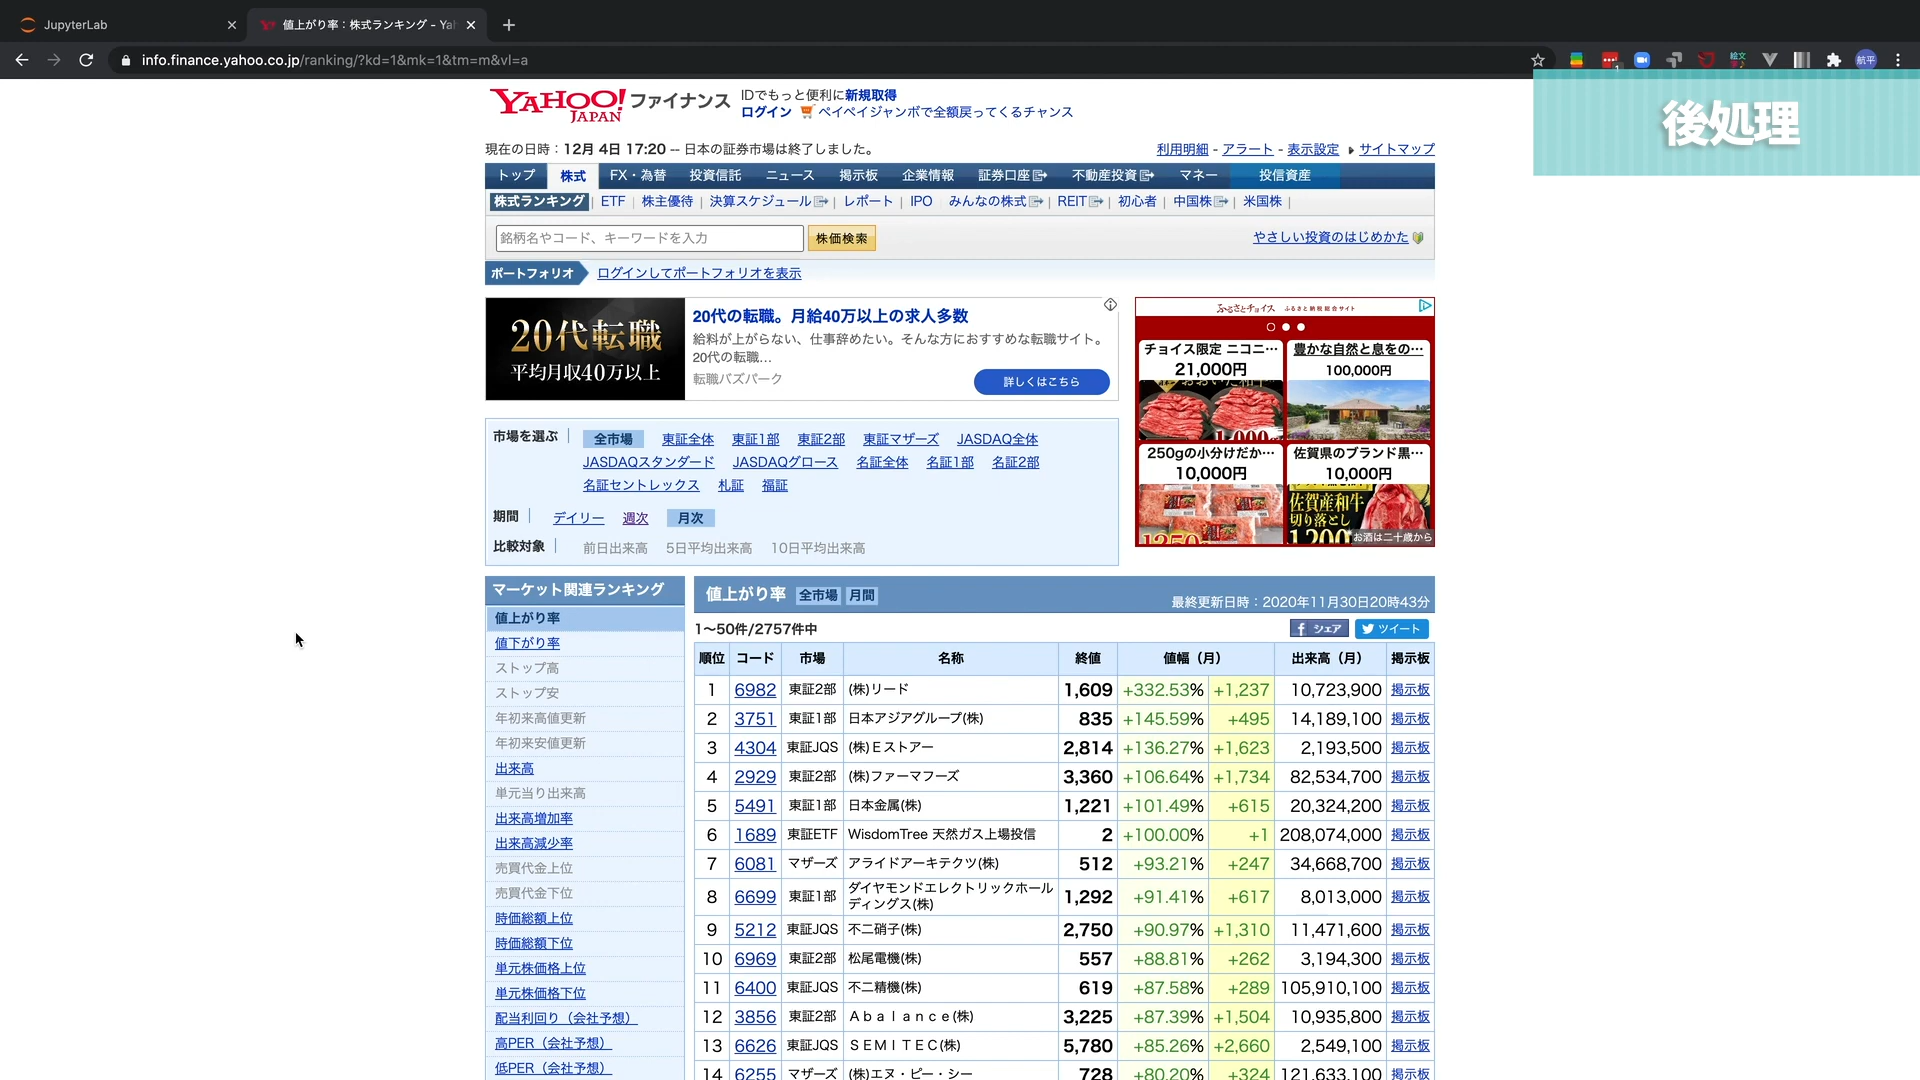 JupyterLab
値上がり率：株式ランキング - Yah
info.finance.yahoo.co.jp/ranking/?kd=1&mk=1&tm=m&vl=a
後処理
YAHOO! JAPAN ファイナンス
IDでもっと便利に新規取得
ログイン ペイペイジャンボで全額戻ってくるチャンス
現在の日時：12月 4日 17:20 -- 日本の証券市場は終了しました。
利用明細 - アラート - 表示設定 サイトマップ
トップ 株式 FX・為替 投資信託 ニュース 掲示板 企業情報 証券口座 不動産投資 マネー 投信資産
株式ランキング | ETF | 株主優待 | 決算スケジュール | レポート | IPO みんなの株式 | REIT | 初心者 | 中国株 | 米国株 |
銘柄名やコード、キーワードを入力 株価検索 やさしい投資のはじめかた
ポートフォリオ ログインしてポートフォリオを表示
20代転職
平均月収40万以上
20代の転職。月給40万以上の求人多数
給料が上がらない、仕事辞めたい。そんな方におすすめな転職サイト。
20代の転職…
転職バズパーク
詳しくはこちら
ふるさとチョイス ふるさと納税総合サイト
チョイス限定 ニコニ…
21,000円
豊かな自然と息をの…
100,000円
250gの小分けだか…
10,000円
佐賀県のブランド黒…
10,000円
佐賀産和牛
切り落とし
お酒は二十歳から
市場を選ぶ 全市場 東証全体 東証1部 東証2部 東証マザーズ JASDAQ全体
JASDAQスタンダード JASDAQグロース 名証全体 名証1部 名証2部
名証セントレックス 札証 福証
期間 デイリー 週次 月次
比較対象 前日出来高 5日平均出来高 10日平均出来高
マーケット関連ランキング
値上がり率
値下がり率
ストップ高
ストップ安
年初来高値更新
年初来安値更新
出来高
単元当り出来高
出来高増加率
出来高減少率
売買代金上位
売買代金下位
時価総額上位
時価総額下位
単元株価格上位
単元株価格下位
配当利回り（会社予想）
高PER（会社予想）
低PER（会社予想）
値上がり率 全市場 月間 最終更新日時：2020年11月30日20時43分
1～50件/2757件中 シェア ツイート
順位 コード 市場 名称 終値 値幅（月） 出来高（月） 掲示板
1 6982 東証2部 (株)リード 1,609 +332.53% +1,237 10,723,900 掲示板
2 3751 東証1部 日本アジアグループ(株) 835 +145.59% +495 14,189,100 掲示板
3 4304 東証JQS (株)Ｅストアー 2,814 +136.27% +1,623 2,193,500 掲示板
4 2929 東証2部 (株)ファーマフーズ 3,360 +106.64% +1,734 82,534,700 掲示板
5 5491 東証1部 日本金属(株) 1,221 +101.49% +615 20,324,200 掲示板
6 1689 東証ETF WisdomTree 天然ガス上場投信 2 +100.00% +1 208,074,000 掲示板
7 6081 マザーズ アライドアーキテクツ(株) 512 +93.21% +247 34,668,700 掲示板
8 6699 東証1部 ダイヤモンドエレクトリックホールディングス(株) 1,292 +91.41% +617 8,013,000 掲示板
9 5212 東証JQS 不二硝子(株) 2,750 +90.97% +1,310 11,471,600 掲示板
10 6969 東証2部 松尾電機(株) 557 +88.81% +262 3,194,300 掲示板
11 6400 東証JQS 不二精機(株) 619 +87.58% +289 105,910,100 掲示板
12 3856 東証2部 Ａｂａｌａｎｃｅ(株) 3,225 +87.39% +1,504 10,935,800 掲示板
13 6626 東証JQS ＳＥＭＩＴＥＣ(株) 5,780 +85.26% +2,660 2,549,100 掲示板
14 6255 マザーズ (株)エヌ・ピー・シー 728 +80.20% +324 121,633,100 掲示板